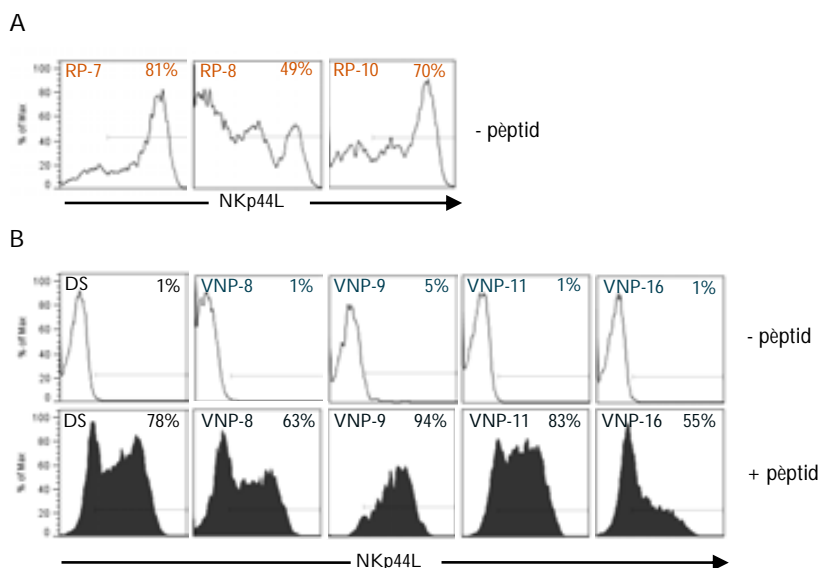 A
RP-7 81% RP-8 49% RP-10 70%
100
80
60
40
20
0
% of Max
- pèptid
NKp44L
B
DS 1% VNP-8 1% VNP-9 5% VNP-11 1% VNP-16 1%
100
80
60
40
20
0
% of Max
- pèptid
DS 78% VNP-8 63% VNP-9 94% VNP-11 83% VNP-16 55%
100
80
60
40
20
0
% of Max
+ pèptid
NKp44L